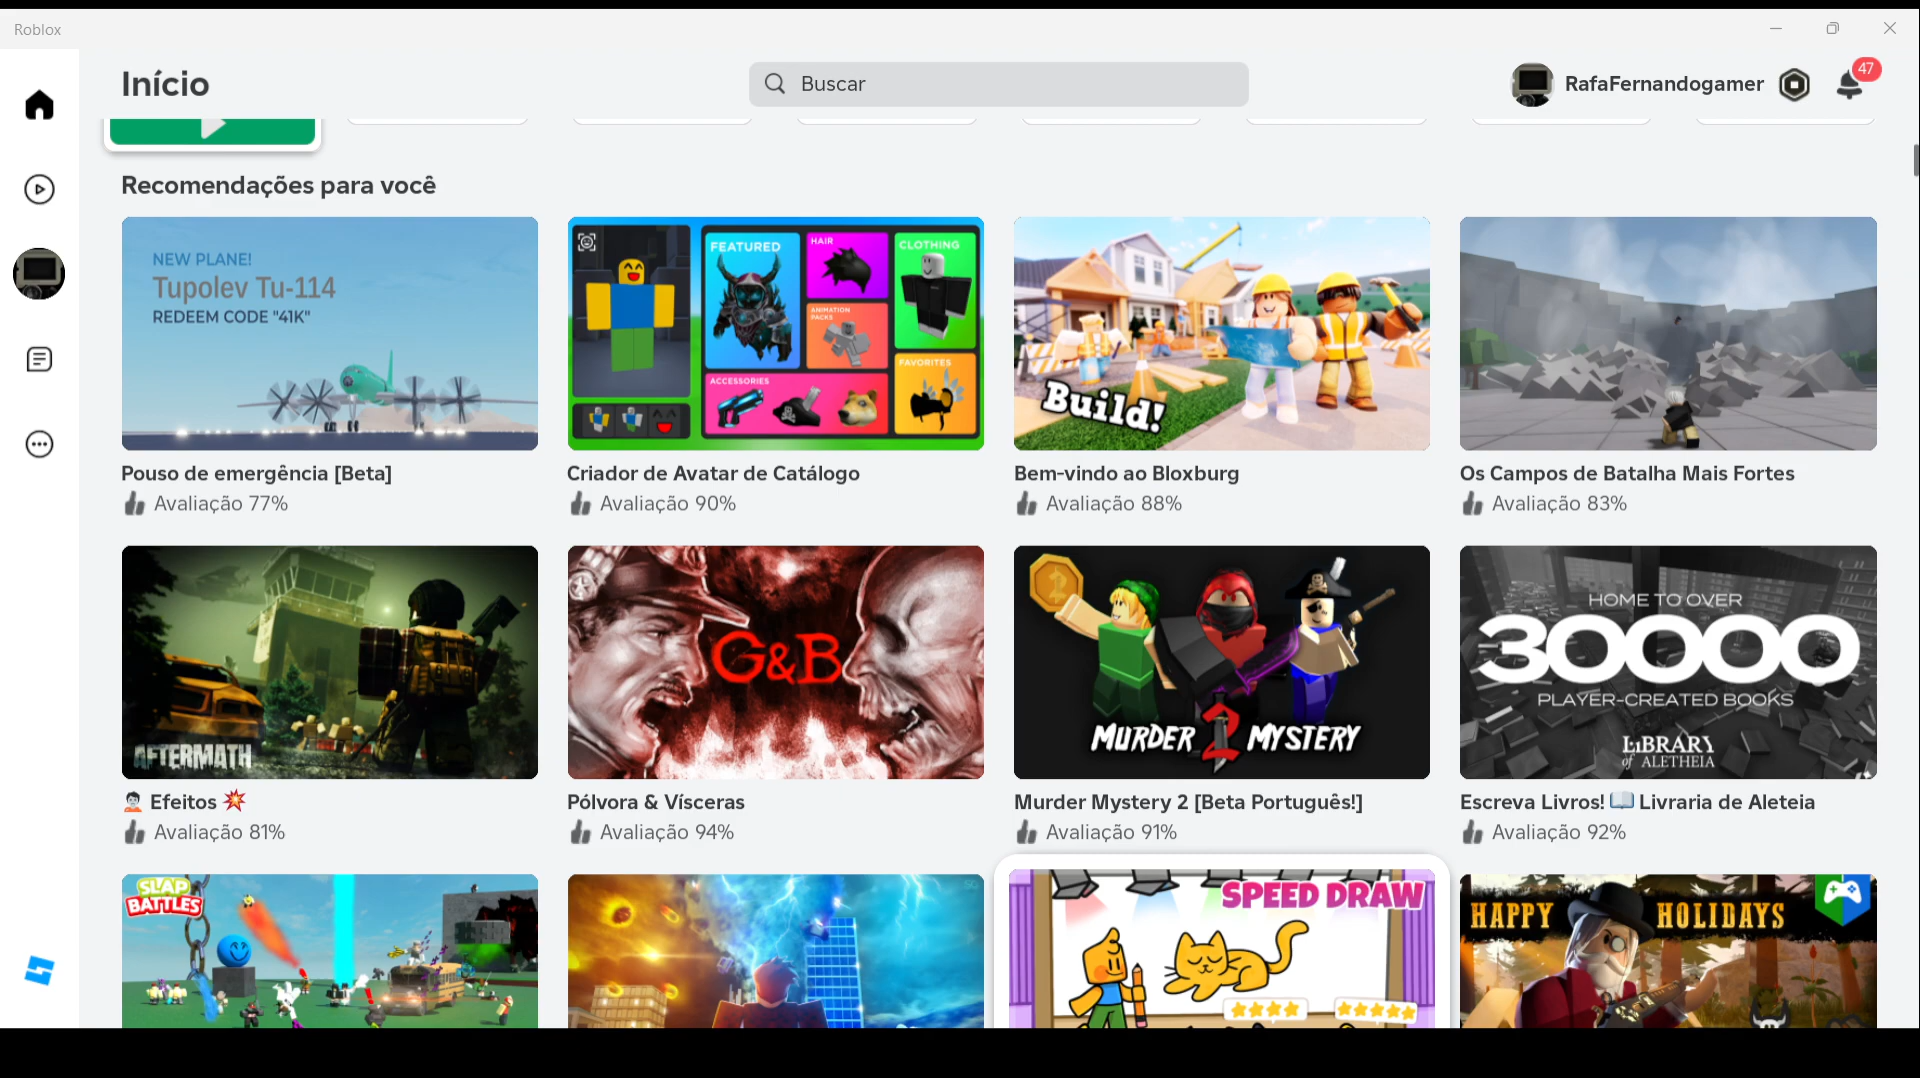 Roblox
Início
Buscar
RafaFernandogamer
47
Recomendações para você
NEW PLANE!
Tupolev Tu-114
REDEEM CODE "41K"
FEATURED
HAIR
CLOTHING
ANIMATION PACKS
FAVORITES
ACCESSORIES
Build!
Pouso de emergência [Beta]
Criador de Avatar de Catálogo
Bem-vindo ao Bloxburg
Os Campos de Batalha Mais Fortes
Avaliação 77%
Avaliação 90%
Avaliação 88%
Avaliação 83%
AFTERMATH
G&B
2
MURDER 2 MYSTERY
HOME TO OVER
30000
PLAYER-CREATED BOOKS
LIBRARY
of ALETHEIA
Efeitos
Pólvora & Vísceras
Murder Mystery 2 [Beta Português!]
Escreva Livros! 📖 Livraria de Aleteia
Avaliação 81%
Avaliação 94%
Avaliação 91%
Avaliação 92%
SLAP
BATTLES
SPEED DRAW
HAPPY HOLIDAYS